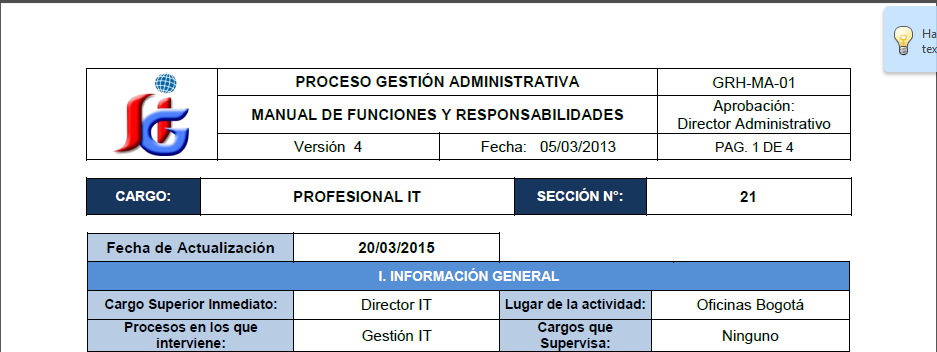 Ha
tex
PROCESO GESTIÓN ADMINISTRATIVA
GRH-MA-01
MANUAL DE FUNCIONES Y RESPONSABILIDADES
Aprobación:
Director Administrativo
Versión 4
Fecha: 05/03/2013
PAG. 1 DE 4
CARGO:
PROFESIONAL IT
SECCIÓN N°:
21
Fecha de Actualización
20/03/2015
I. INFORMACIÓN GENERAL
Cargo Superior Inmediato:
Director IT
Lugar de la actividad:
Oficinas Bogotá
Procesos en los que
interviene:
Gestión IT
Cargos que
Supervisa:
Ninguno